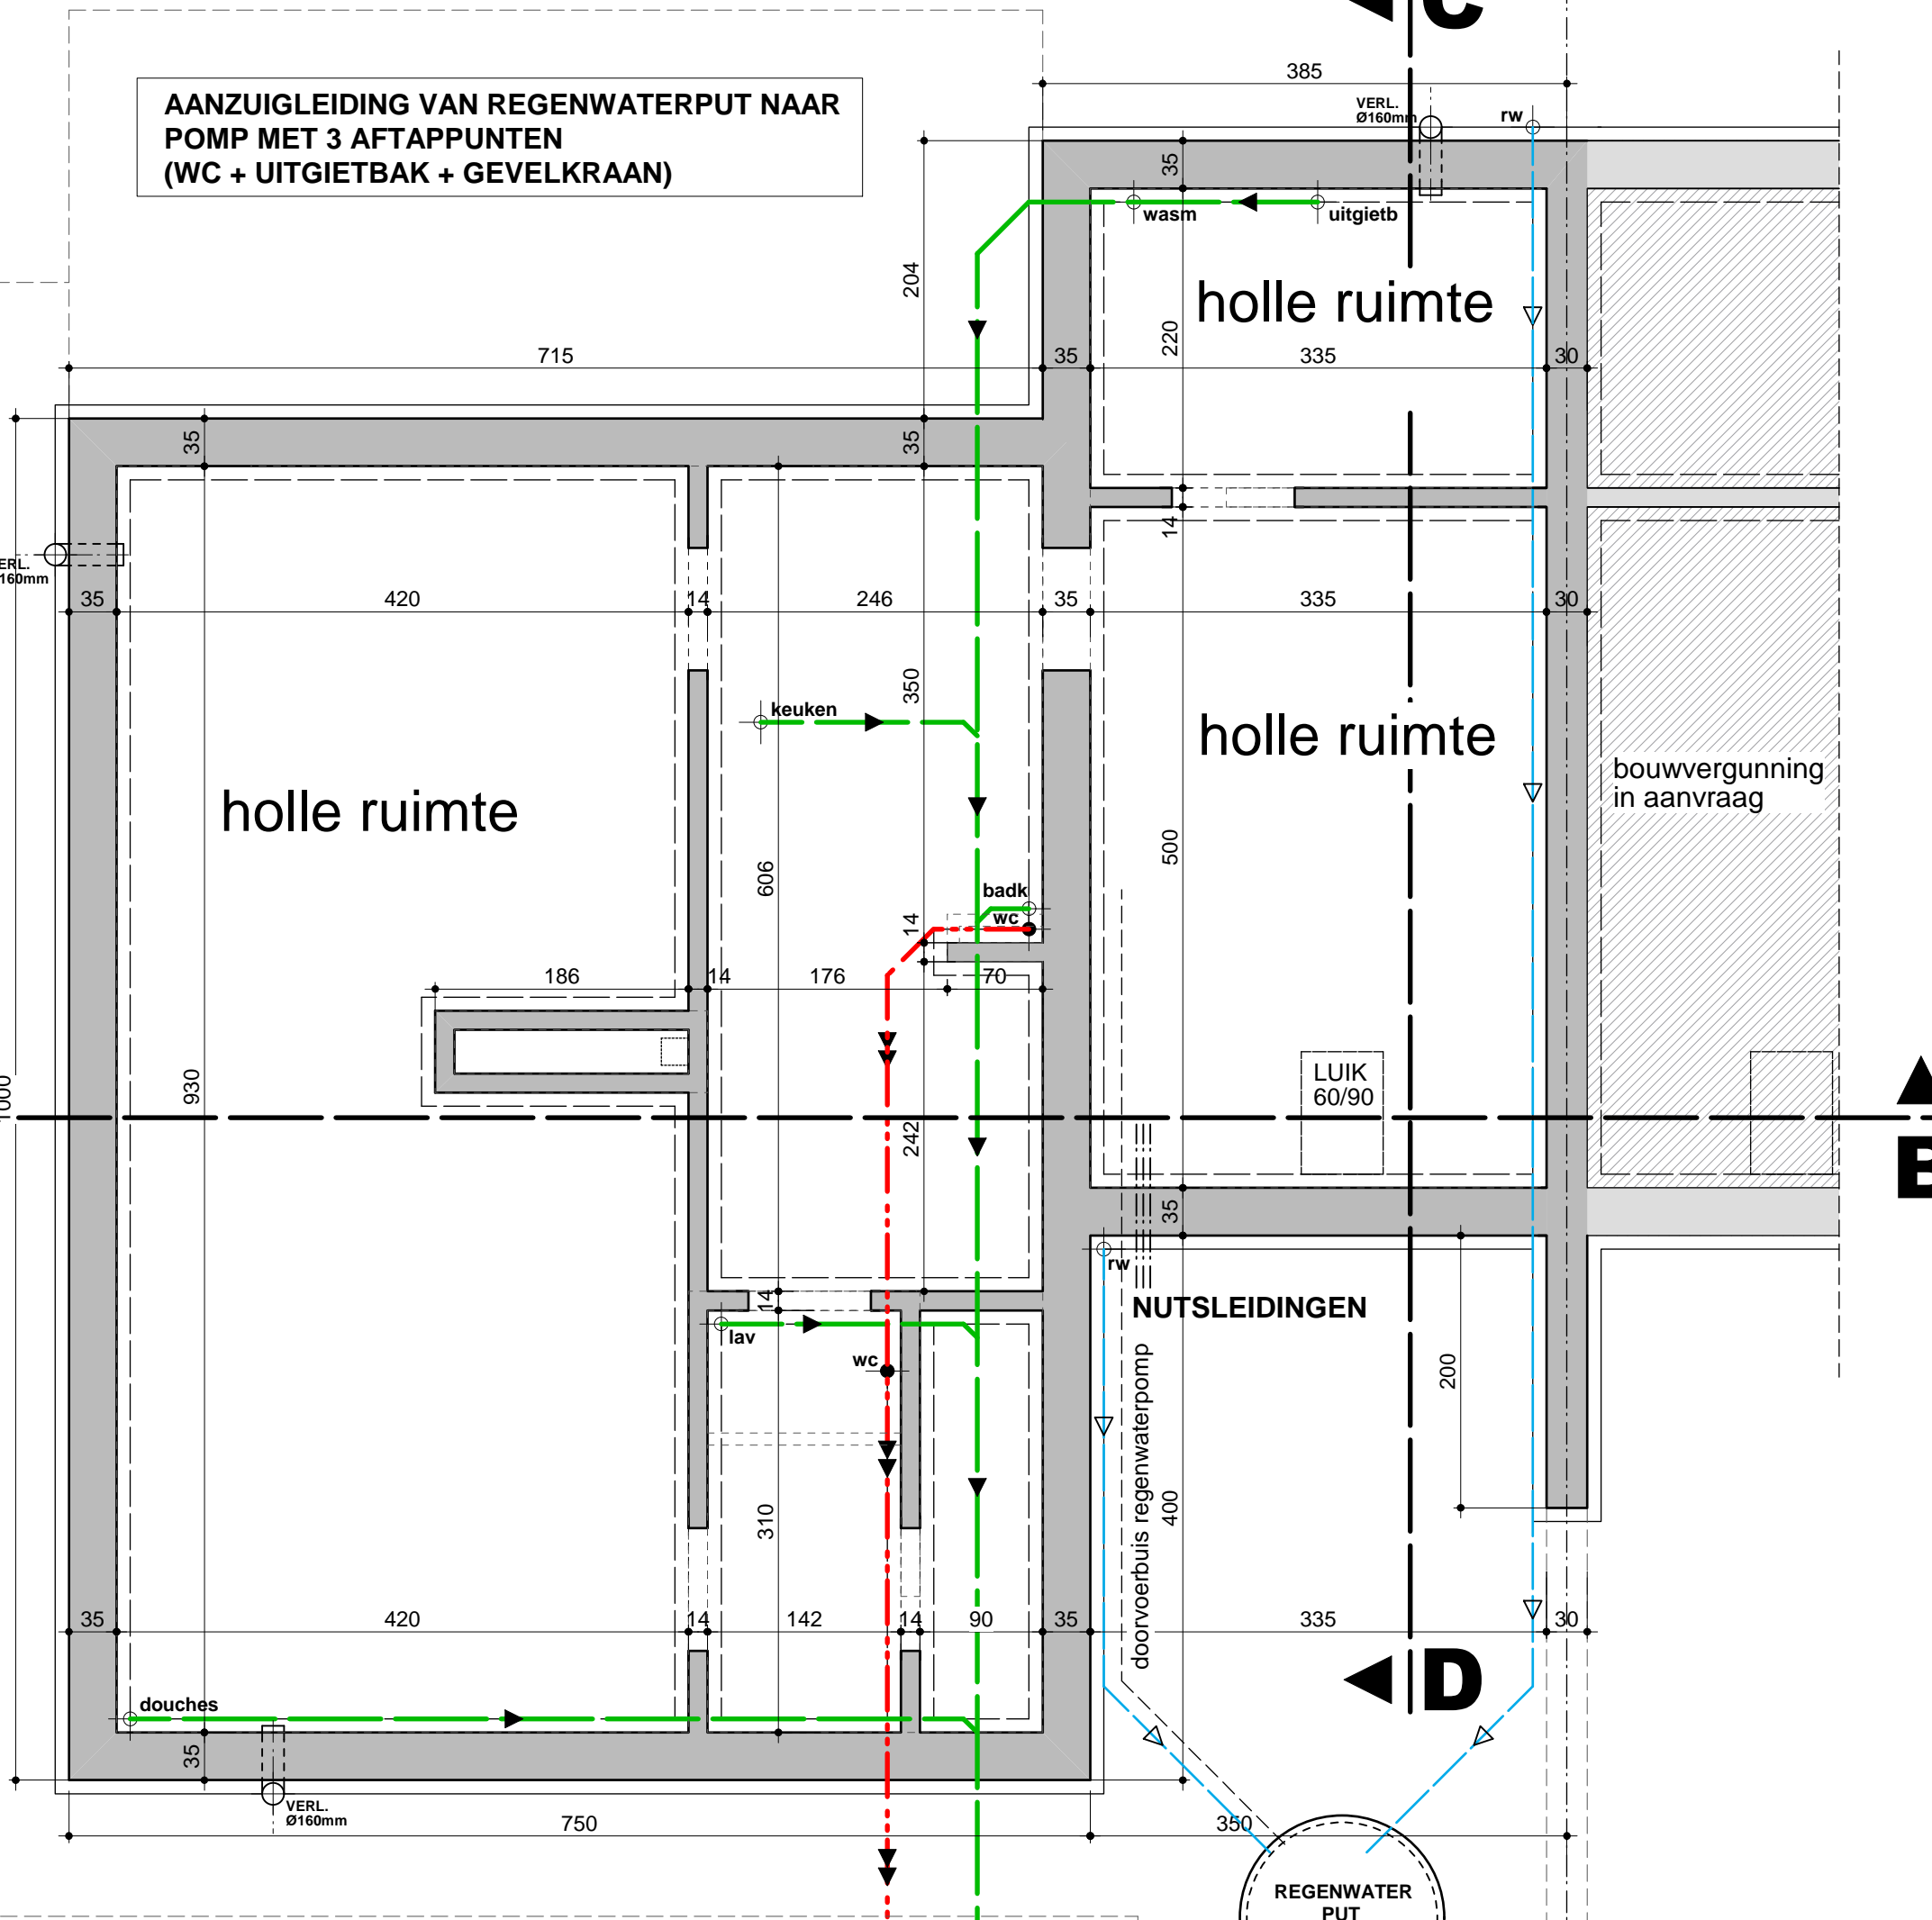 C
385
AANZUIGLEIDING VAN REGENWATERPUT NAAR
POMP MET 3 AFTAPPUNTEN
(WC + UITGIETBAK + GEVELKRAAN)
VERL.
Ø160mm
rw
35
wasm
uitgietb
204
holle ruimte
220
715
35
335
30
35
35
14
ERL.
160mm
35
420
14
246
35
335
30
350
keuken
holle ruimte
holle ruimte
bouwvergunning
in aanvraag
500
606
badk
wc
14
186
14
176
70
1000
930
LUIK
60/90
242
B
35
rw
NUTSLEIDINGEN
14
lav
wc
200
doorvoerbuis regenwaterpomp
400
310
35
420
14
142
14
90
35
335
30
D
douches
35
VERL.
Ø160mm
750
350
REGENWATER
PUT